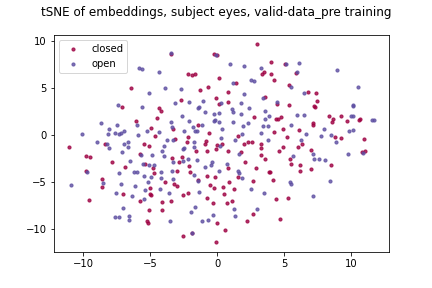 tSNE of embeddings, subject eyes, valid-data_pre training
closed
open
10
5
0
−5
−10
−10 −5 0 5 10